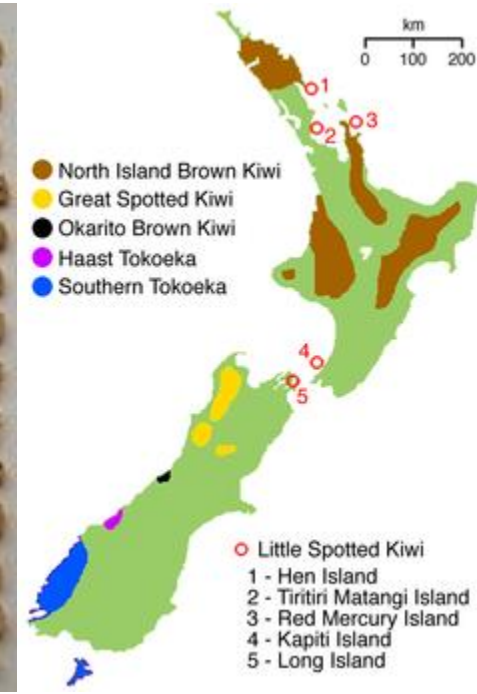 km
0 100 200
1
2
3
North Island Brown Kiwi
Great Spotted Kiwi
Okarito Brown Kiwi
Haast Tokoeka
Southern Tokoeka
4
5
Little Spotted Kiwi
1 - Hen Island
2 - Tiritiri Matangi Island
3 - Red Mercury Island
4 - Kapiti Island
5 - Long Island